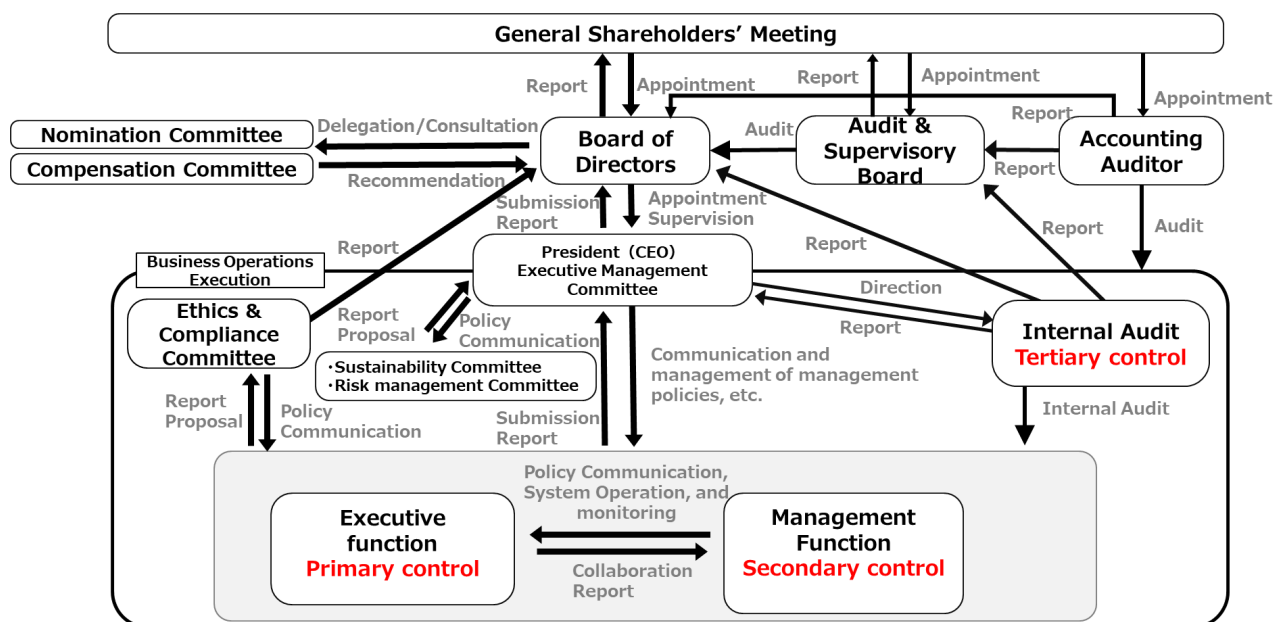 General Shareholders' Meeting
Report
Appointment
Report
Appointment
Appointment
Report
Nomination Committee
Delegation/Consultation
Board of
Directors
Audit
Audit &
Supervisory
Board
Report
Accounting
Auditor
Compensation Committee
Recommendation
Submission
Report
Appointment
Supervision
Report
Report
Report
Audit
Business Operations
Execution
President（CEO）
Executive Management
Committee
Direction
Report
Ethics &
Compliance
Committee
Report
Proposal
Policy
Communication
Internal Audit
Tertiary control
・Sustainability Committee
・Risk management Committee
Communication and
management of management
policies, etc.
Report
Proposal
Policy
Communication
Submission
Report
Internal Audit
Policy Communication,
System Operation, and
monitoring
Executive
function
Primary control
Management
Function
Secondary control
Collaboration
Report